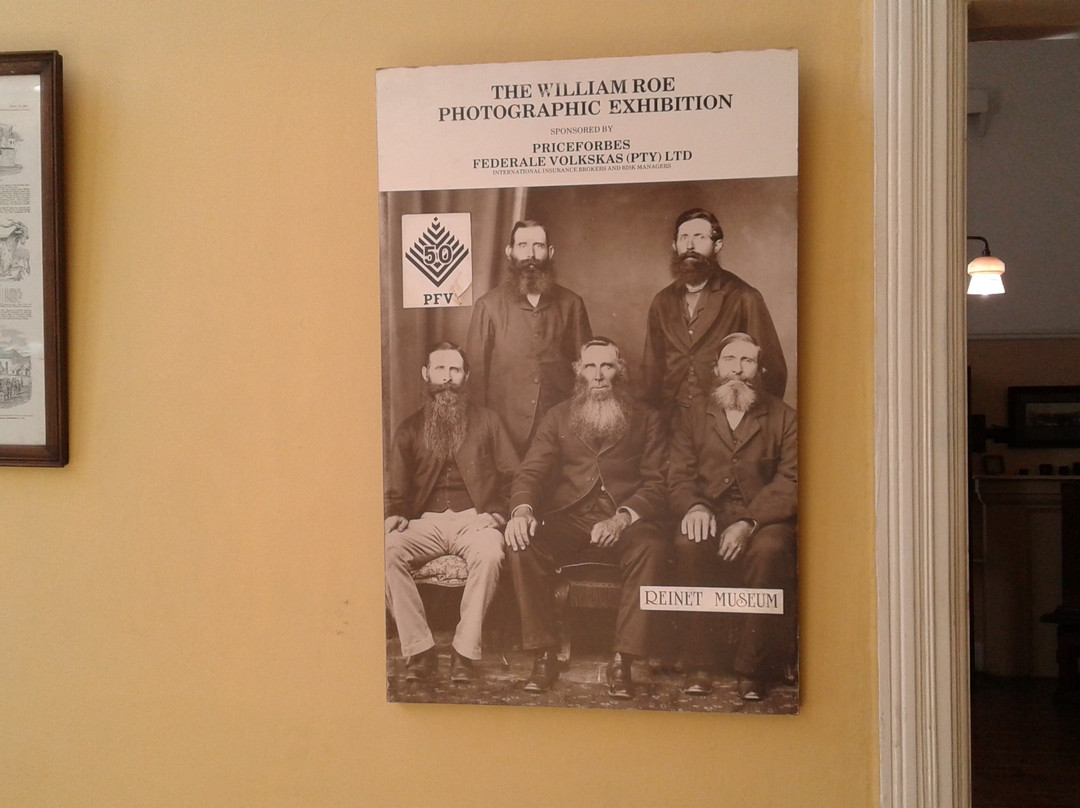 THE WILLIAM ROE
PHOTOGRAPHIC EXHIBITION
SPONSORED BY
PRICEFORBES
FEDERALE VOLKSKAS (PTY) LTD
INTERNATIONAL INSURANCE BROKERS AND RISK MANAGERS
50
PFV
REINET MUSEUM